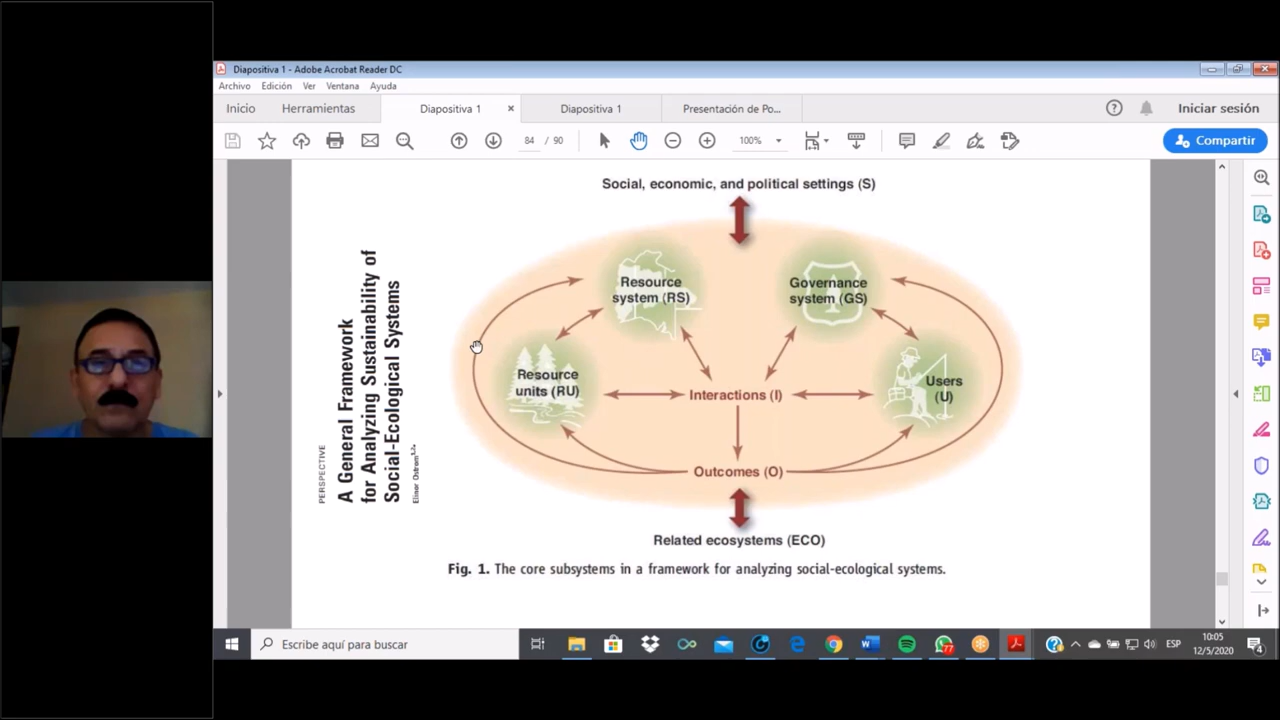 Diapositiva 1 - Adobe Acrobat Reader DC
Archivo Edición Ver Ventana Ayuda
Inicio Herramientas Diapositiva 1 × Diapositiva 1 Presentación de Po... Iniciar sesión
84 / 90 100% Compartir
Social, economic, and political settings (S)
Resource
system (RS)
Governance
system (GS)
Resource
units (RU)
Interactions (I)
Users
(U)
Outcomes (O)
Related ecosystems (ECO)
Fig. 1. The core subsystems in a framework for analyzing social-ecological systems.
PERSPECTIVE
A General Framework
for Analyzing Sustainability of
Social-Ecological Systems
Elinor Ostrom
Escribe aquí para buscar
77
ESP
10:05
12/5/2020
4